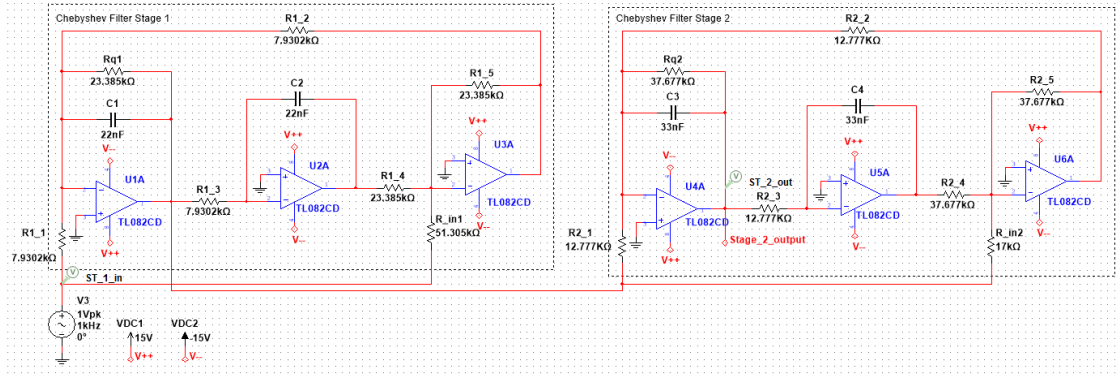 Chebyshev Filter Stage 1
R1_2
7.9302kΩ
Rq1
23.385kΩ
C1
22nF
V--
U1A
TL082CD
V++
R1_1
7.9302kΩ
R1_3
7.9302kΩ
C2
22nF
V++
U2A
TL082CD
V--
R1_4
23.385kΩ
R1_5
23.385kΩ
V++
U3A
TL082CD
V--
R_in1
51.305kΩ
ST_1_in
V3
1Vpk
1kHz
0°
VDC1
15V
V++
VDC2
-15V
V--
Chebyshev Filter Stage 2
R2_2
12.777KΩ
Rq2
37.677kΩ
C3
33nF
V--
U4A
TL082CD
V++
R2_1
12.777KΩ
ST_2_out
R2_3
12.777KΩ
Stage_2_output
C4
33nF
V++
U5A
TL082CD
V--
R2_4
37.677kΩ
R2_5
37.677kΩ
V++
U6A
TL082CD
V--
R_in2
17kΩ